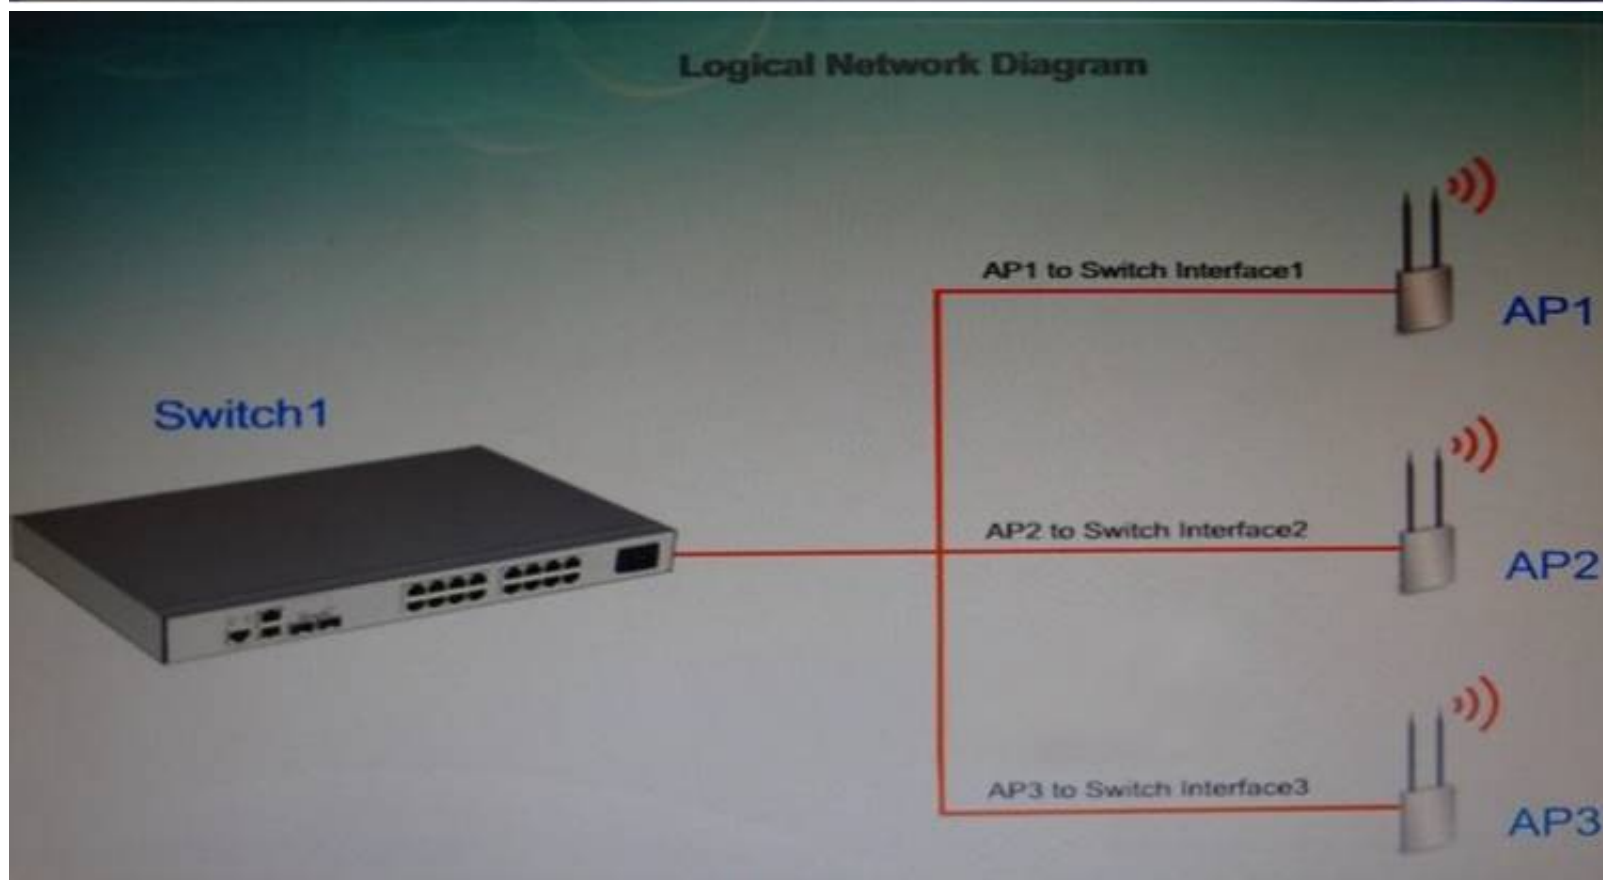 Logical Network Diagram
AP1 to Switch Interface1
AP1
Switch1
AP2 to Switch Interface2
AP2
AP3 to Switch Interface3
AP3